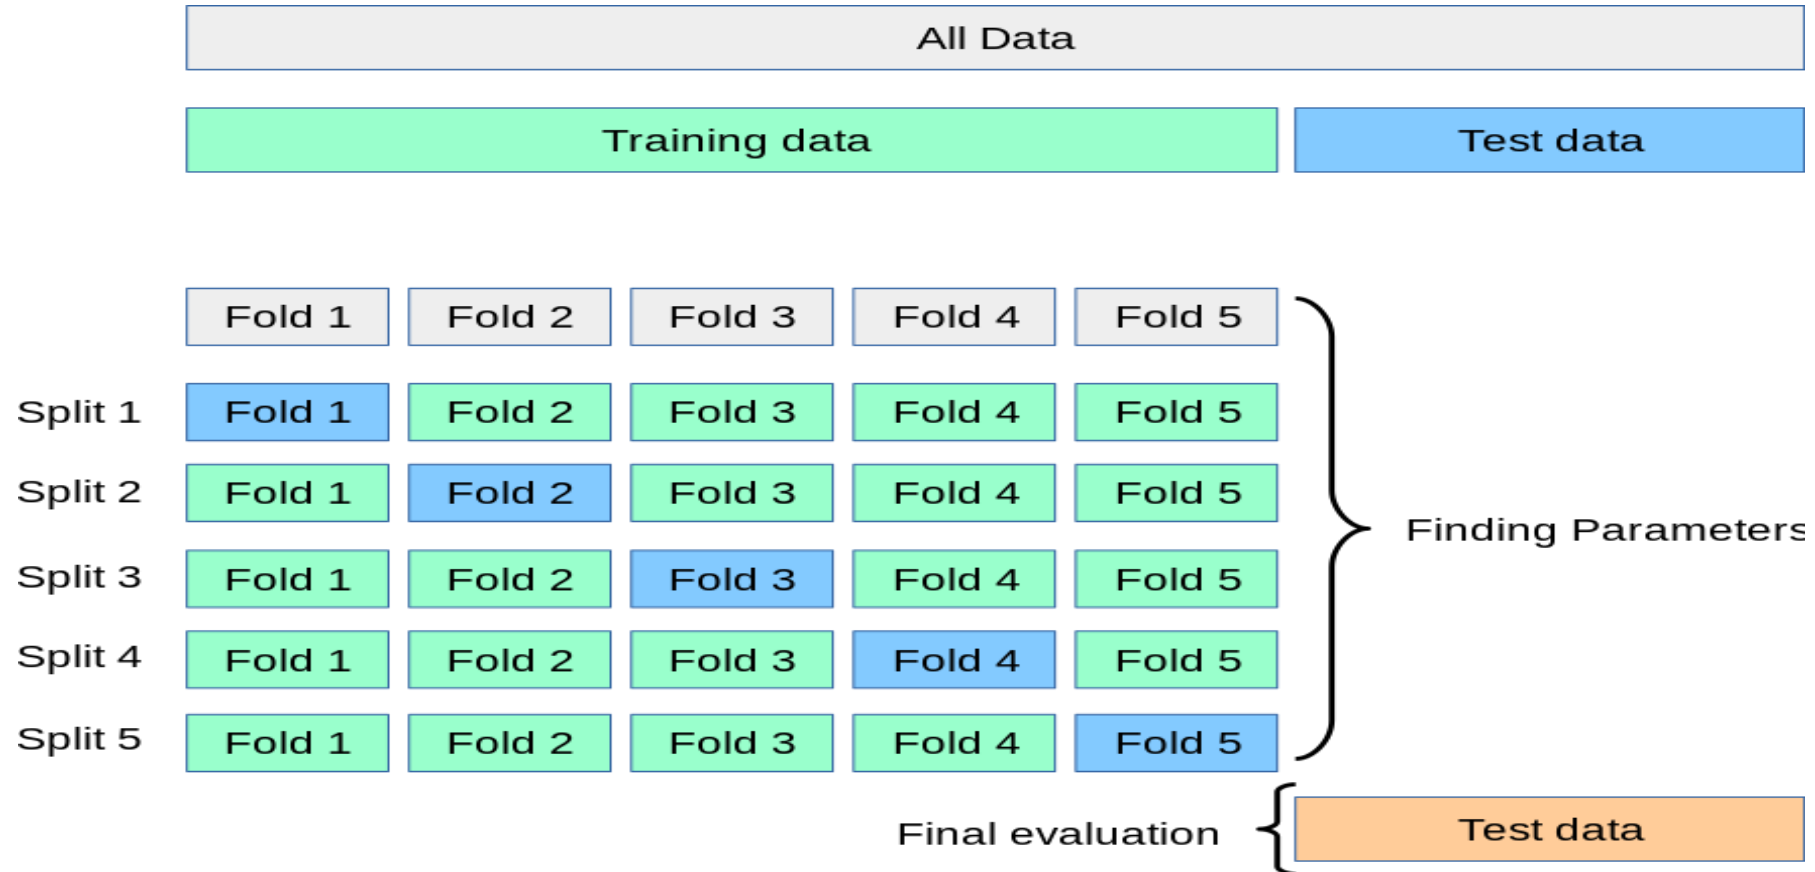 All Data
Training data Test data
Fold 1 Fold 2 Fold 3 Fold 4 Fold 5
Split 1 Fold 1 Fold 2 Fold 3 Fold 4 Fold 5
Split 2 Fold 1 Fold 2 Fold 3 Fold 4 Fold 5
Finding Parameters
Split 3 Fold 1 Fold 2 Fold 3 Fold 4 Fold 5
Split 4 Fold 1 Fold 2 Fold 3 Fold 4 Fold 5
Split 5 Fold 1 Fold 2 Fold 3 Fold 4 Fold 5
Final evaluation Test data